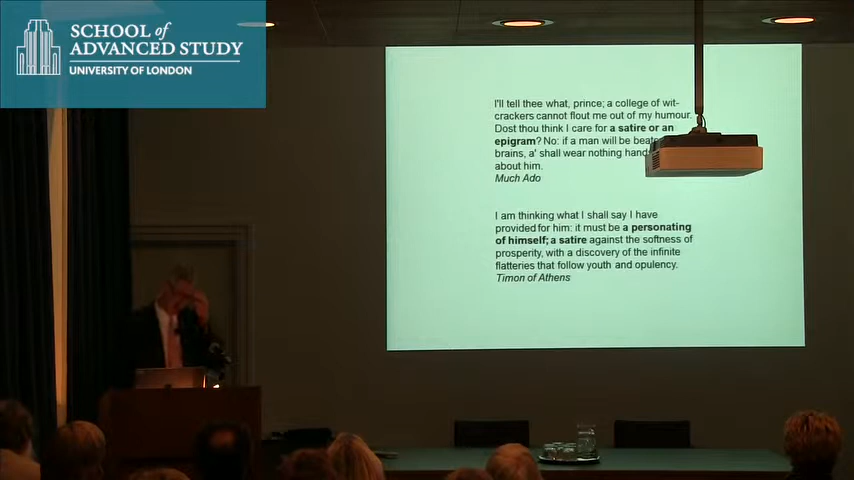 SCHOOL of
ADVANCED STUDY
UNIVERSITY OF LONDON
I'll tell thee what, prince; a college of wit-
crackers cannot flout me out of my humour.
Dost thou think I care for a satire or an
epigram? No: if a man will be
brains, a' shall wear nothing
about him.
Much Ado
I am thinking what I shall say I have
provided for him: it must be a personating
of himself; a satire against the softness of
prosperity, with a discovery of the infinite
flatteries that follow youth and opulency.
Timon of Athens